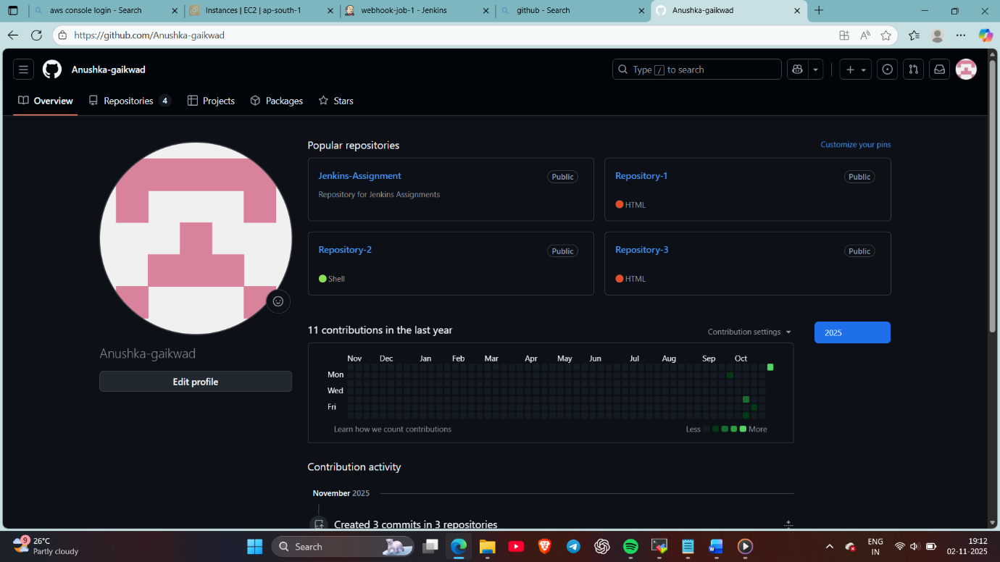 aws console login - Search
Instances | EC2 | ap-south-1
webhook-job-1 - Jenkins
github - Search
Anushka-gaikwad
https://github.com/Anushka-gaikwad
Anushka-gaikwad
Type / to search
Overview
Repositories 4
Projects
Packages
Stars
Popular repositories
Customize your pins
Jenkins-Assignment
Public
Repository for Jenkins Assignments
Repository-1
Public
HTML
Repository-2
Public
Shell
Repository-3
Public
HTML
Anushka-gaikwad
Edit profile
11 contributions in the last year
Contribution settings
2025
Nov Dec Jan Feb Mar Apr May Jun Jul Aug Sep Oct
Mon
Wed
Fri
Learn how we count contributions
Less More
Contribution activity
November 2025
Created 3 commits in 3 repositories
9
26°C
Partly cloudy
Search
ENG
IN
19:12
02-11-2025